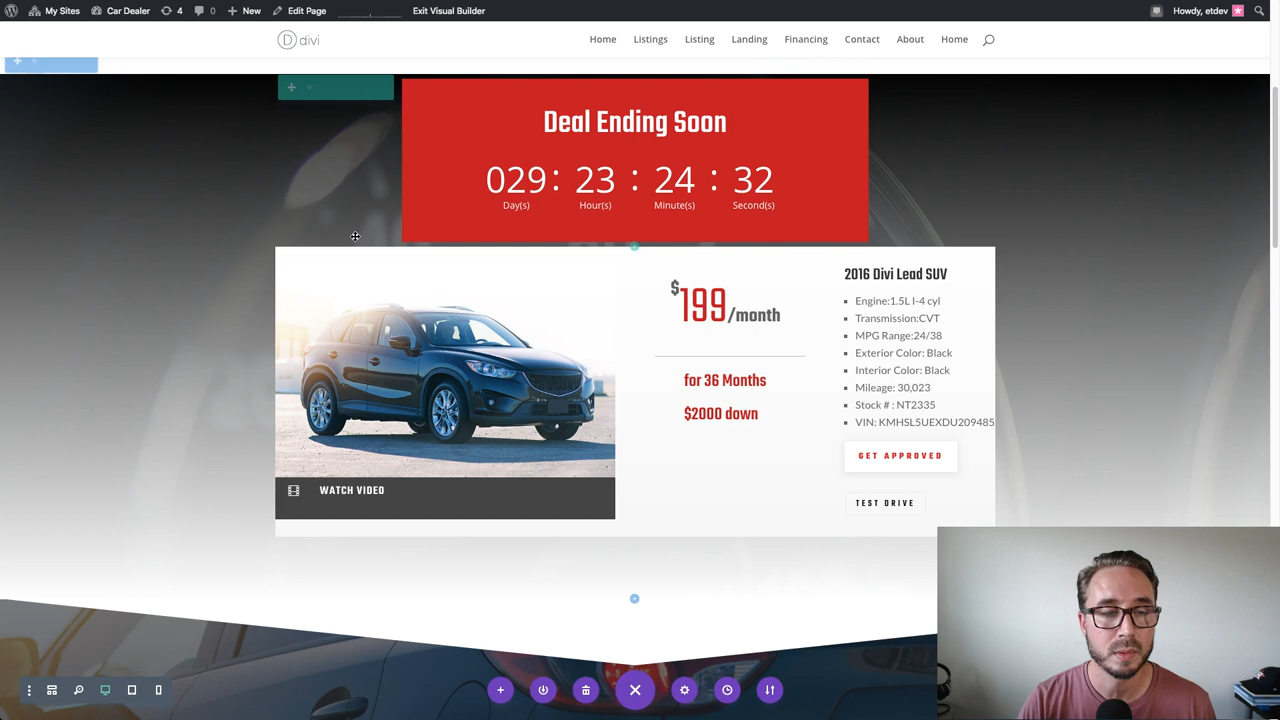 My Sites Car Dealer 4 0 New Edit Page Exit Visual Builder Howdy, etdev
D divi Home Listings Listing Landing Financing Contact About Home
Deal Ending Soon
029 : 23 : 24 : 32
Day(s) Hour(s) Minute(s) Second(s)
$199/month
for 36 Months
$2000 down
2016 Divi Lead SUV
Engine:1.5L I-4 cyl
Transmission:CVT
MPG Range:24/38
Exterior Color: Black
Interior Color: Black
Mileage: 30,023
Stock # : NT2335
VIN: KMHSL5UEXDU209485
GET APPROVED
TEST DRIVE
WATCH VIDEO